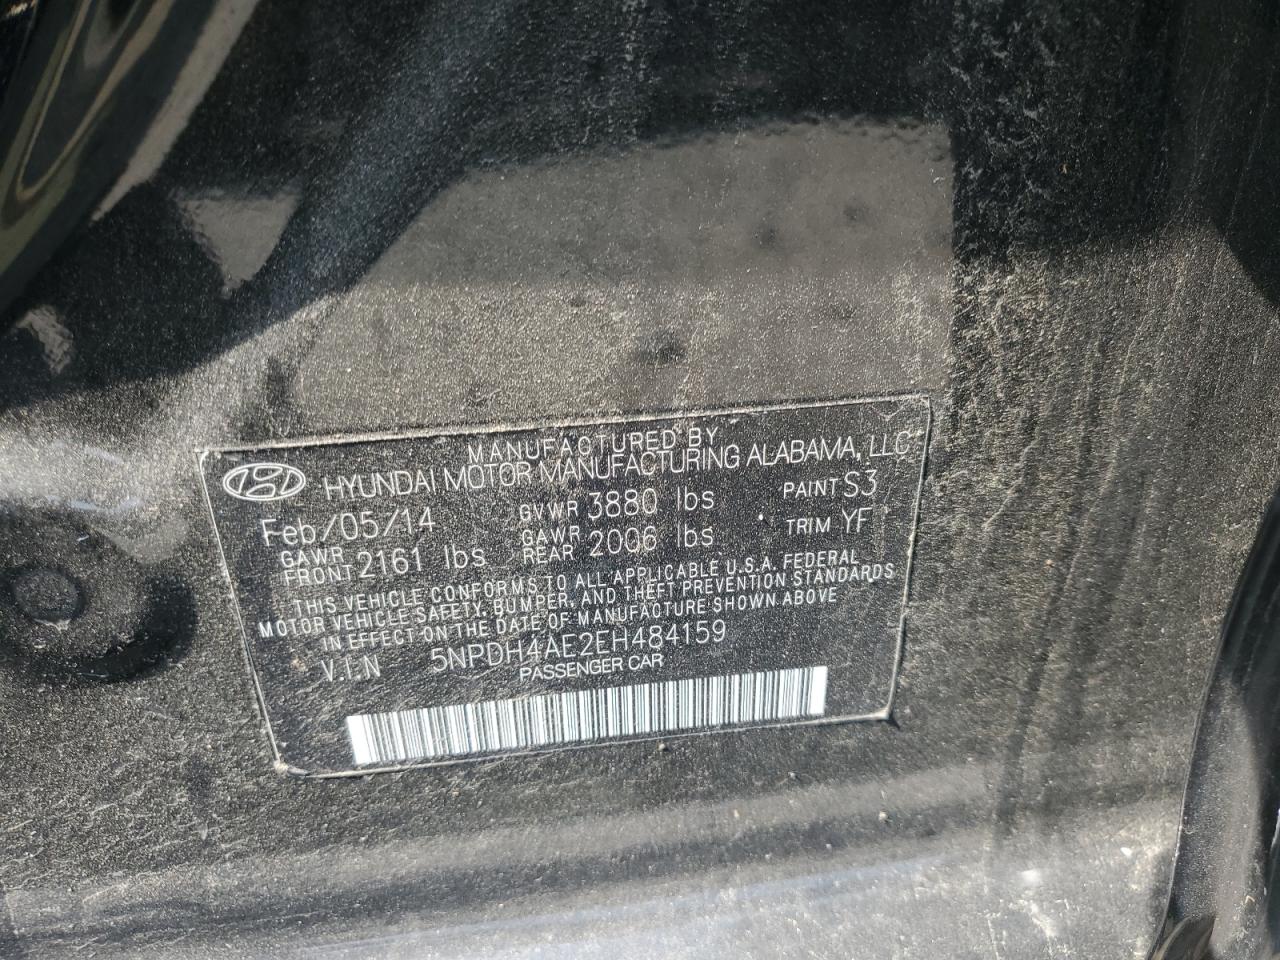 MANUFACTURED BY
HYUNDAI MOTOR MANUFACTURING ALABAMA, LLC
Feb/05/14 GVWR 3880 lbs PAINT S3
GAWR FRONT 2161 lbs GAWR REAR 2006 lbs TRIM YF
THIS VEHICLE CONFORMS TO ALL APPLICABLE U.S.A. FEDERAL
MOTOR VEHICLE SAFETY, BUMPER, AND THEFT PREVENTION STANDARDS
IN EFFECT ON THE DATE OF MANUFACTURE SHOWN ABOVE
V.I.N 5NPDH4AE2EH484159
PASSENGER CAR